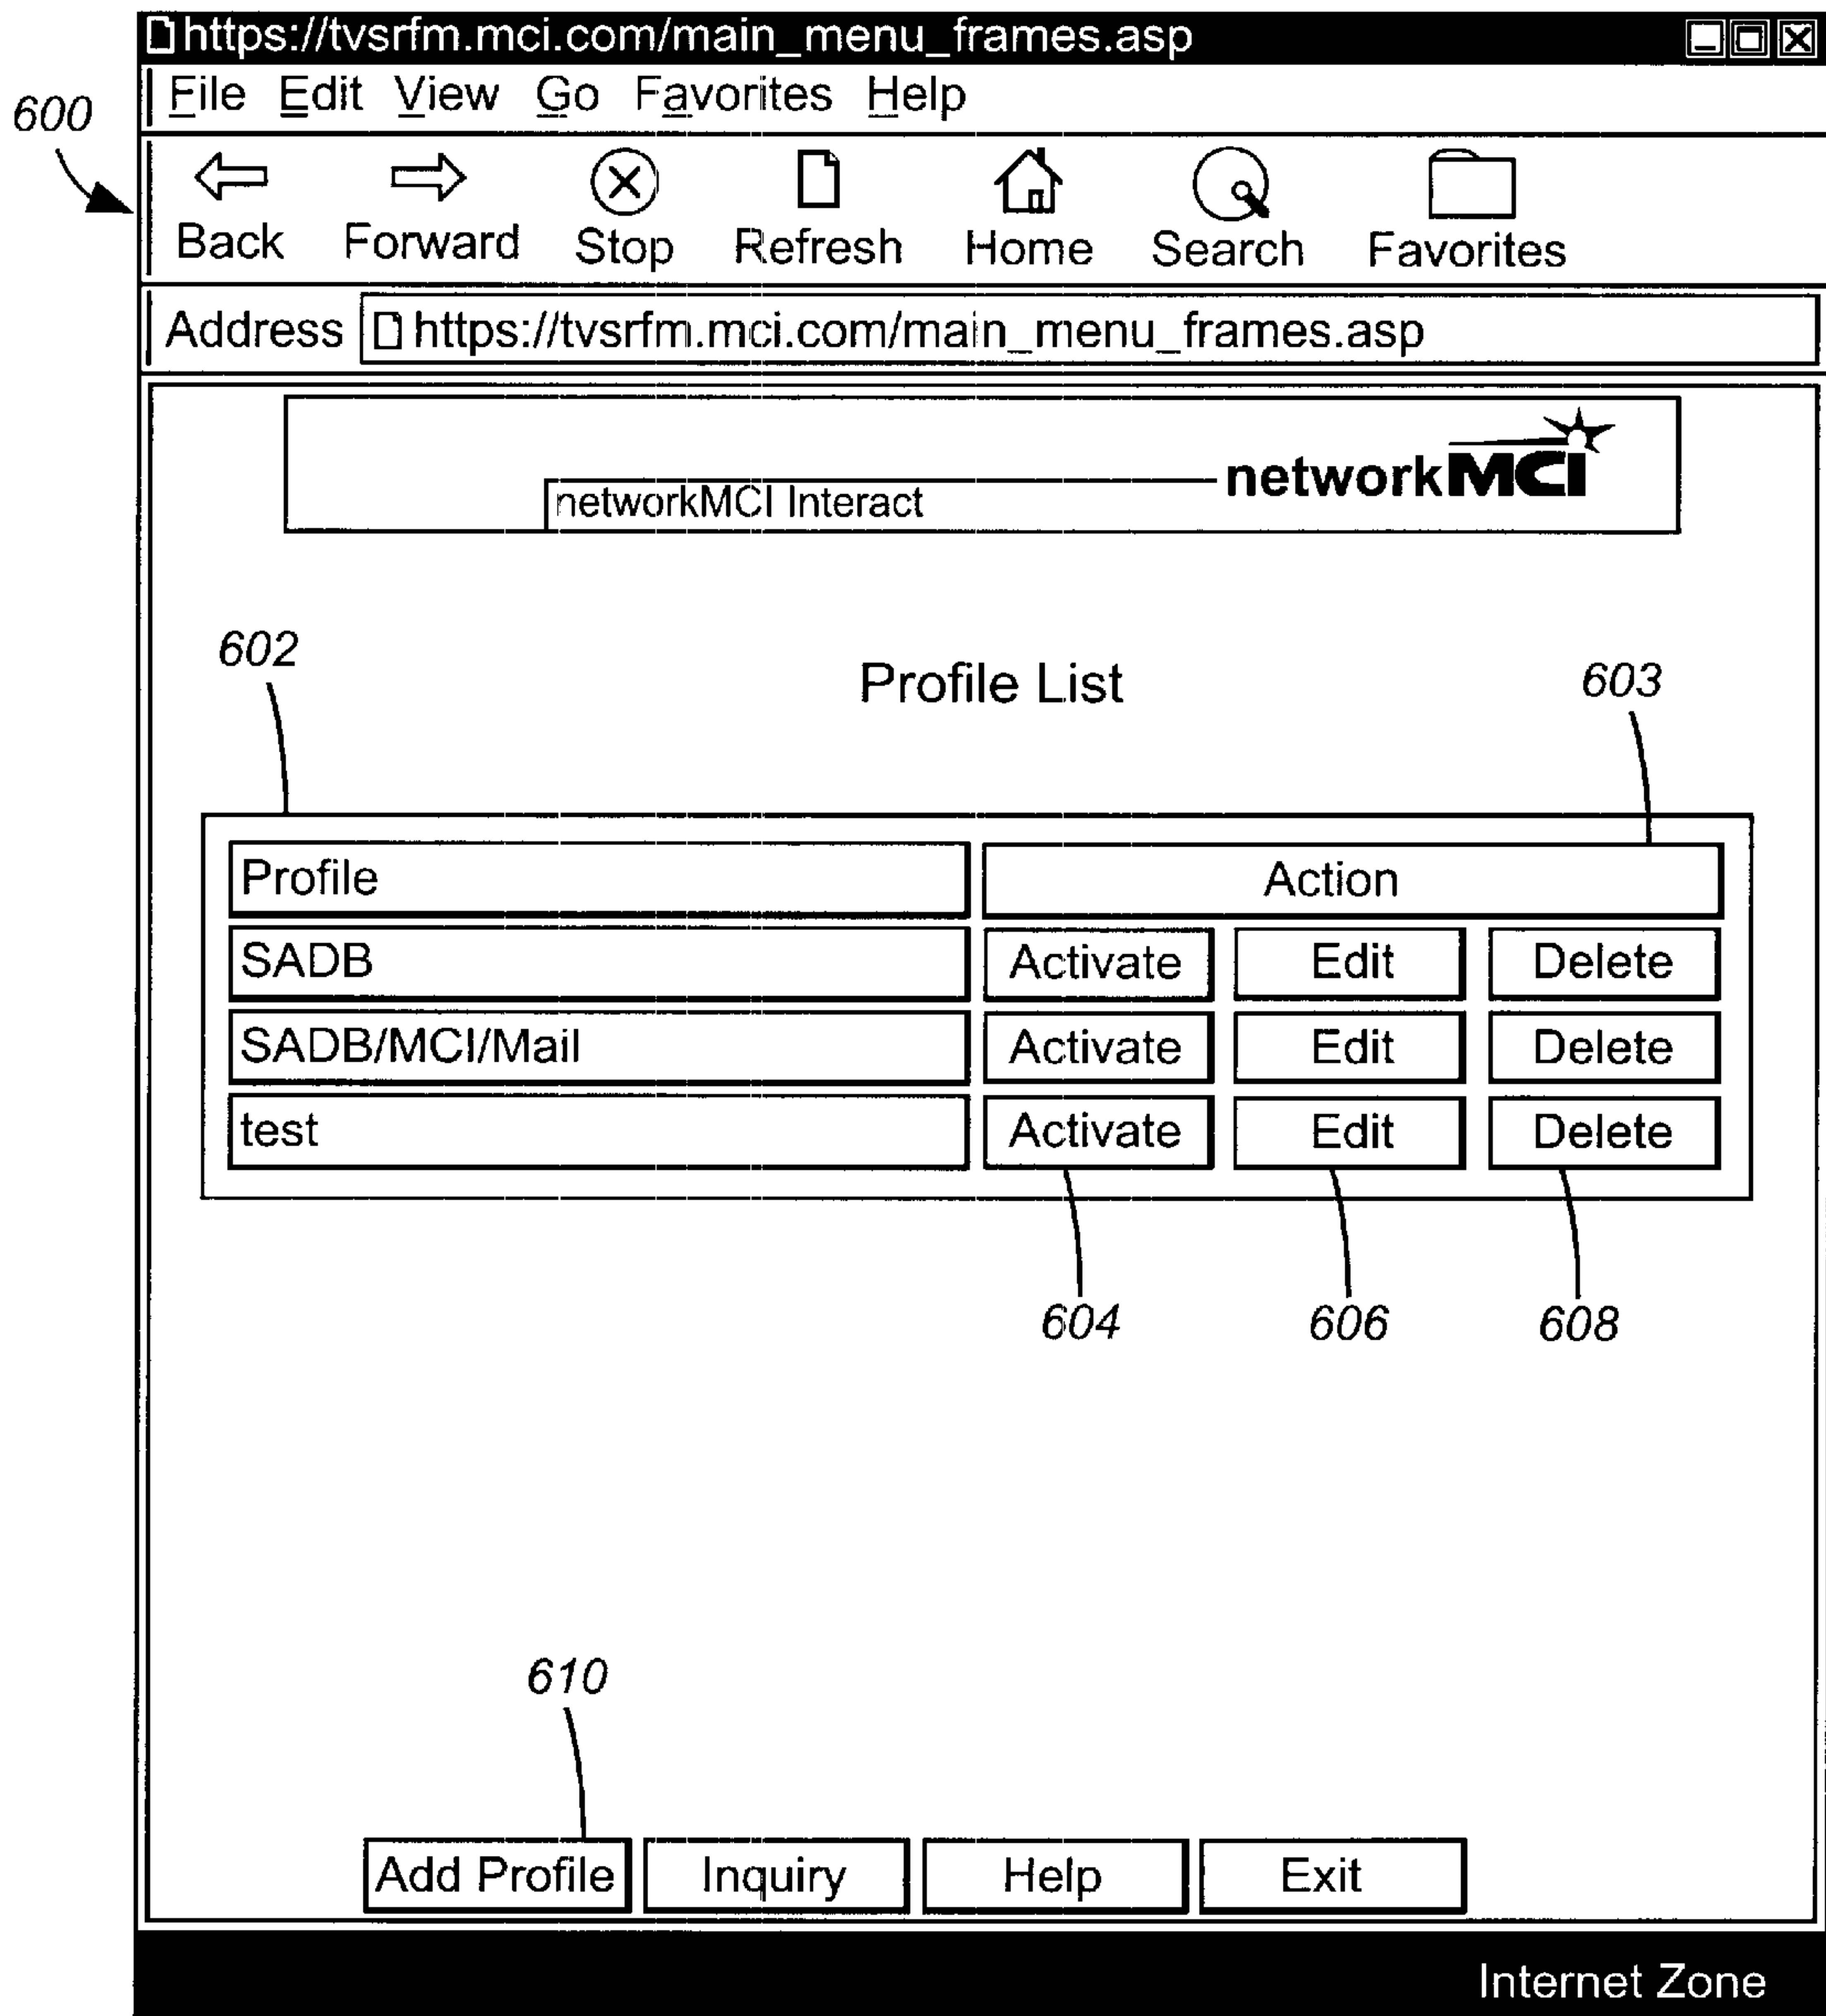 https://tvsrfm.mci.com/main_menu_frames.asp
File Edit View Go Favorites Help
600
Back Forward Stop Refresh Home Search Favorites
Address https://tvsrfm.mci.com/main_menu_frames.asp
networkMCI
networkMCI Interact
602
Profile List
603
Profile Action
SADB Activate Edit Delete
SADB/MCI/Mail Activate Edit Delete
test Activate Edit Delete
604 606 608
610
Add Profile Inquiry Help Exit
Internet Zone